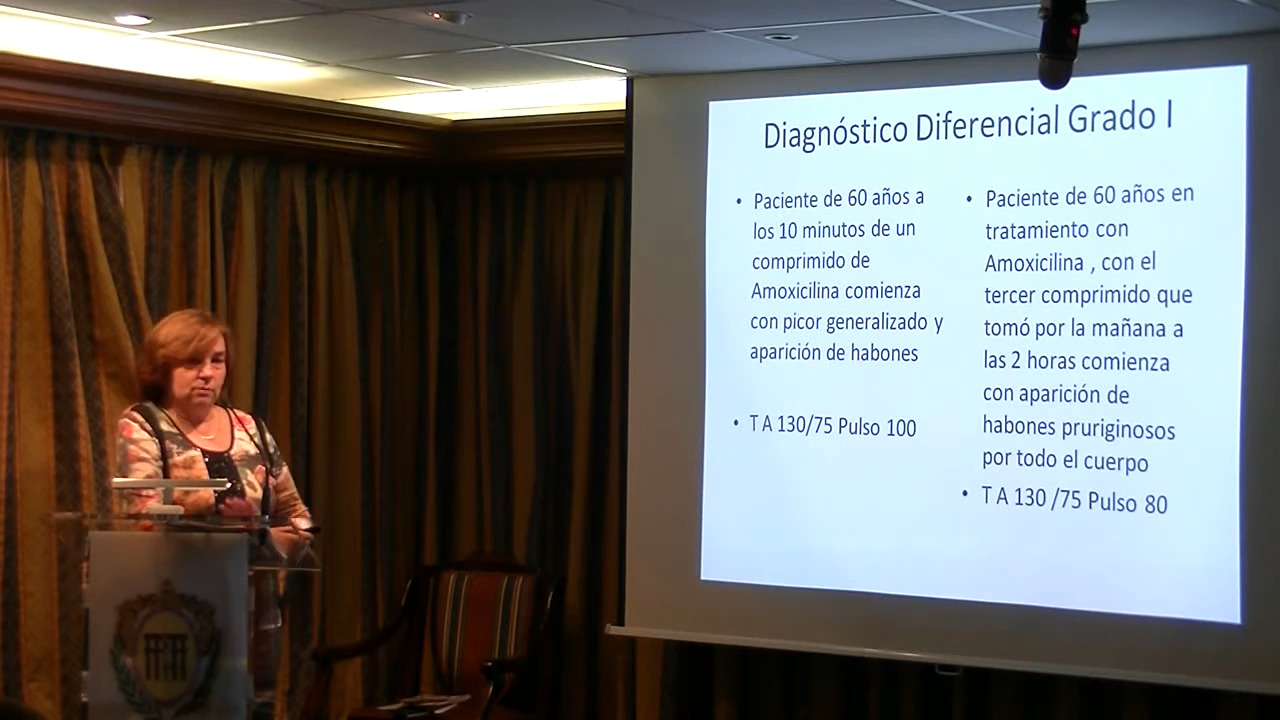 Diagnóstico Diferencial Grado I
• Paciente de 60 años a
los 10 minutos de un
comprimido de
Amoxicilina comienza
con picor generalizado y
aparición de habones
• T A 130/75 Pulso 100
• Paciente de 60 años en
tratamiento con
Amoxicilina , con el
tercer comprimido que
tomó por la mañana a
las 2 horas comienza
con aparición de
habones pruriginosos
por todo el cuerpo
• T A 130 /75 Pulso 80